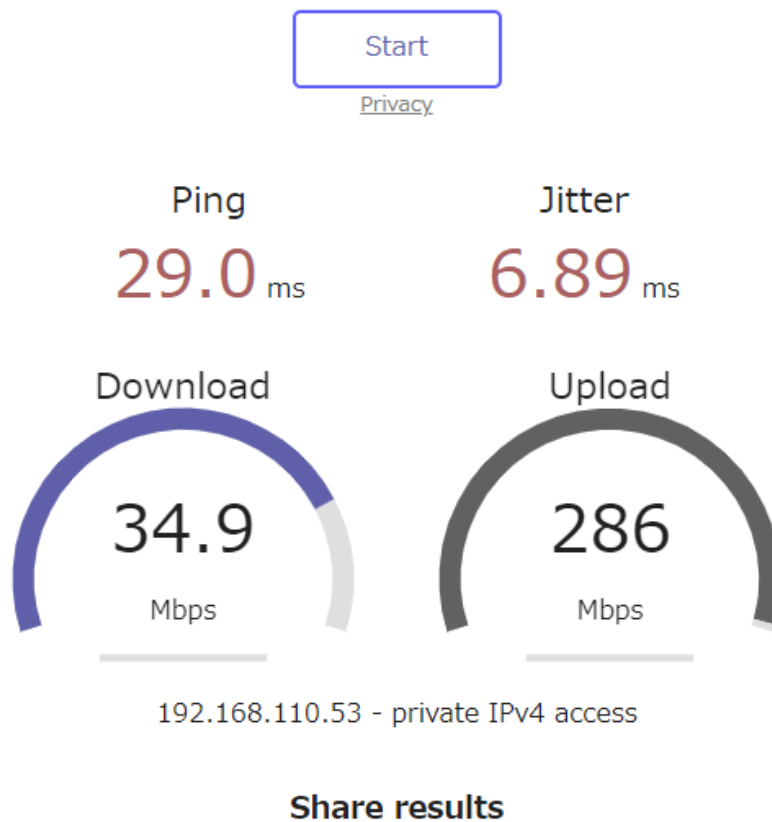 Start
Privacy
Ping Jitter
29.0 ms 6.89 ms
Download Upload
34.9 286
Mbps Mbps
192.168.110.53 - private IPv4 access
Share results